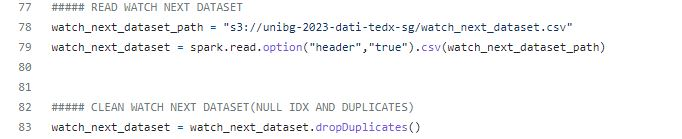 77 ##### READ WATCH NEXT DATASET
78 watch_next_dataset_path = "s3://unibg-2023-dati-tedx-sg/watch_next_dataset.csv"
79 watch_next_dataset = spark.read.option("header","true").csv(watch_next_dataset_path)
80
81
82 ##### CLEAN WATCH NEXT DATASET(NULL IDX AND DUPLICATES)
83 watch_next_dataset = watch_next_dataset.dropDuplicates()